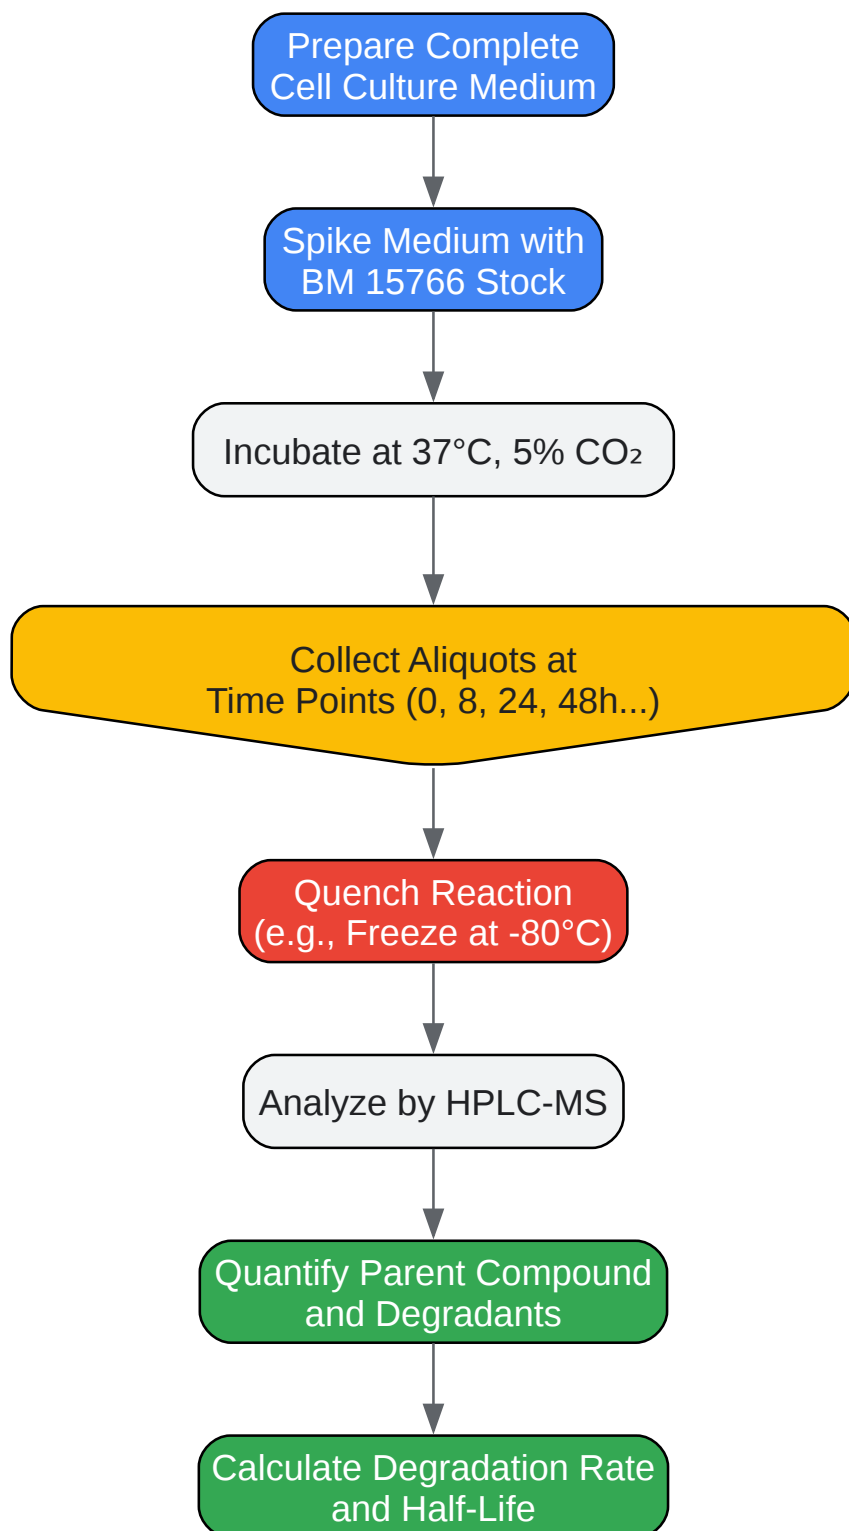 Prepare Complete
Cell Culture Medium
Spike Medium with
BM 15766 Stock
Incubate at 37°C, 5% CO₂
Collect Aliquots at
Time Points (0, 8, 24, 48h...)
Quench Reaction
(e.g., Freeze at -80°C)
Analyze by HPLC-MS
Quantify Parent Compound
and Degradants
Calculate Degradation Rate
and Half-Life